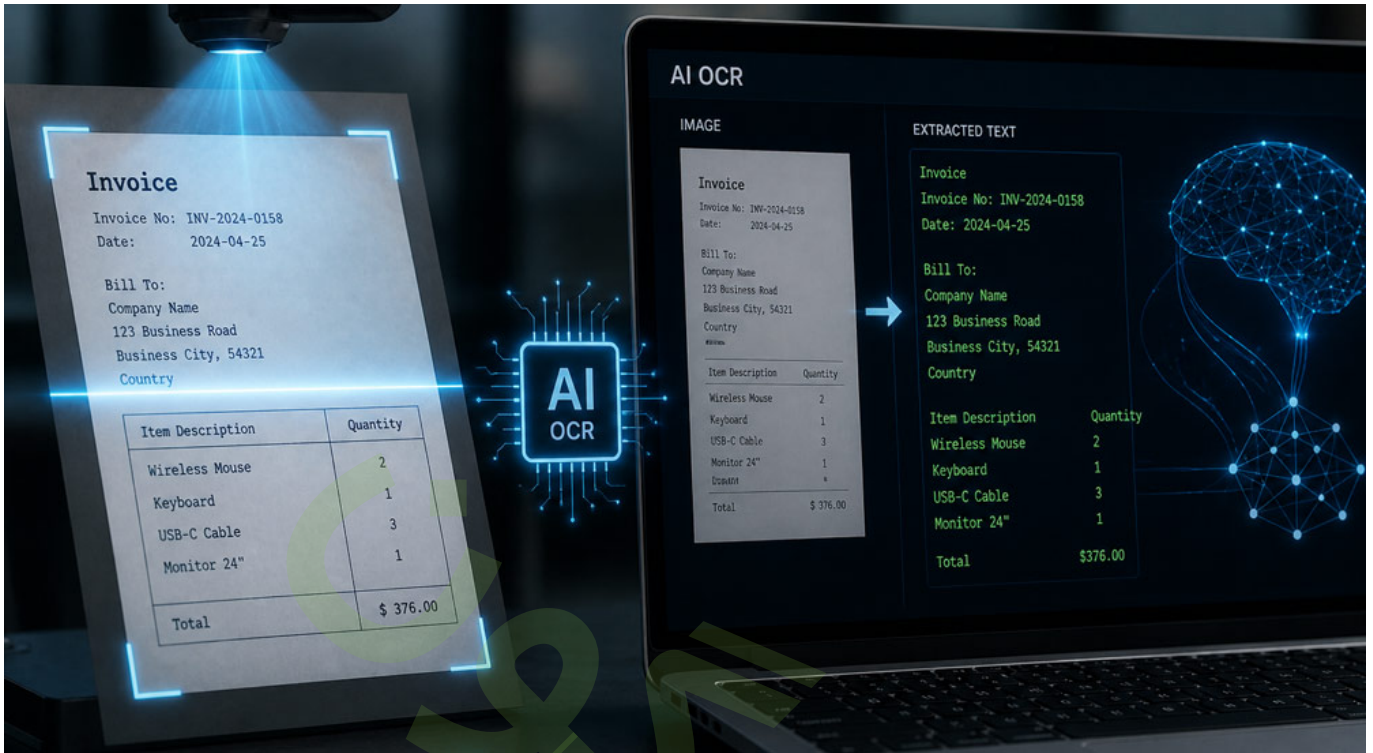 Invoice
Invoice No: INV-2024-0158
Date: 2024-04-25
Bill To:
Company Name
123 Business Road
Business City, 54321
Country
Item Description Quantity
Wireless Mouse 2
Keyboard 1
USB-C Cable 3
Monitor 24" 1
Total $ 376.00
AI
OCR
AI OCR
IMAGE
Invoice
Invoice No: INV-2024-0158
Date: 2024-04-25
Bill To:
Company Name
123 Business Road
Business City, 54321
Country
Item Description Quantity
Wireless Mouse 2
Keyboard 1
USB-C Cable 3
Monitor 24" 1
Total $ 376.00
EXTRACTED TEXT
Invoice
Invoice No: INV-2024-0158
Date: 2024-04-25
Bill To:
Company Name
123 Business Road
Business City, 54321
Country
Item Description Quantity
Wireless Mouse 2
Keyboard 1
USB-C Cable 3
Monitor 24" 1
Total $376.00